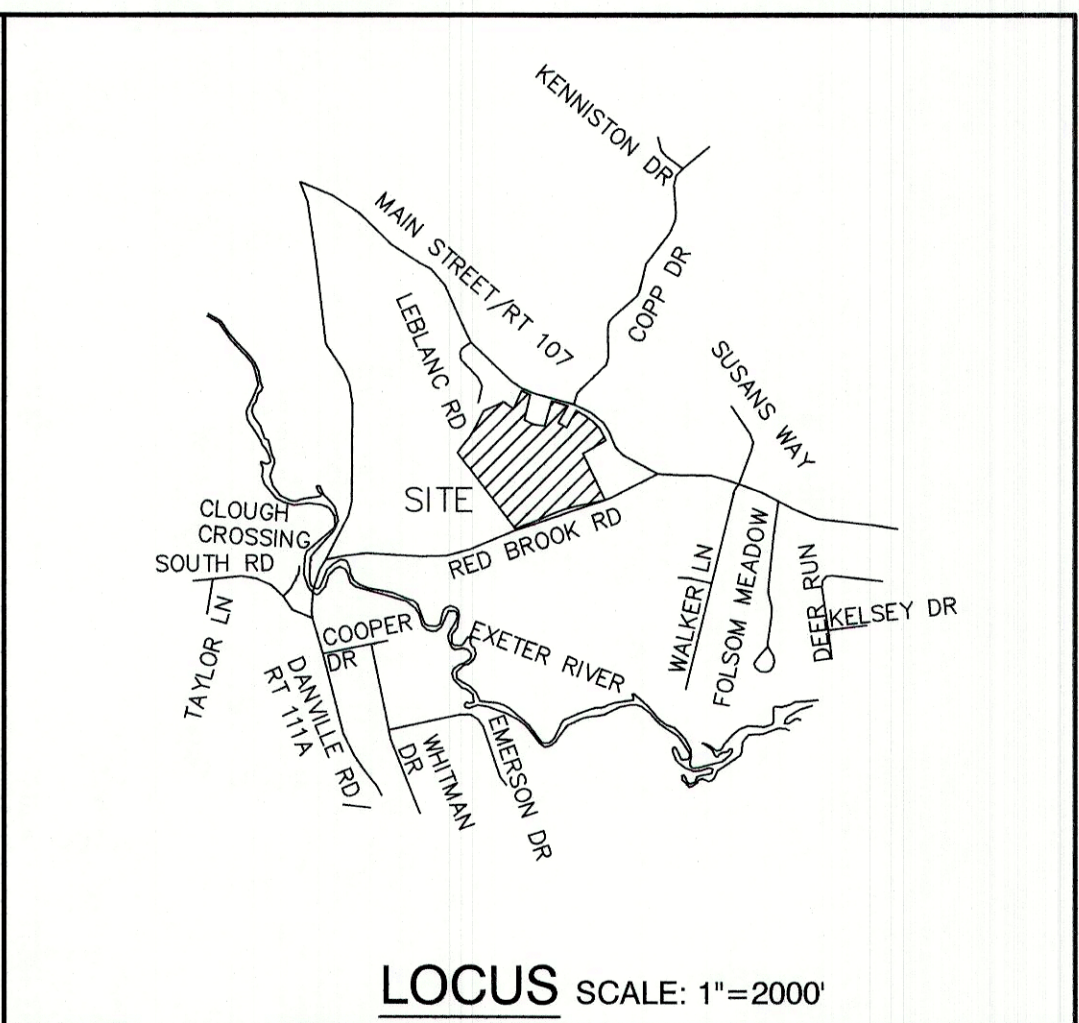 KENNISTON DR
MAIN STREET/RT 107
COPP DR
LEBLANC RD
SUSANS WAY
SITE
CLOUGH
CROSSING
SOUTH RD
RED BROOK RD
WALKER LN
FOLSOM MEADOW
DEER RUN
KELSEY DR
TAYLOR LN
COOPER
DR
EXETER RIVER
DANVILLE RD/
RT 111A
WHITMAN
DR
EMERSON DR
LOCUS SCALE: 1"=2000'